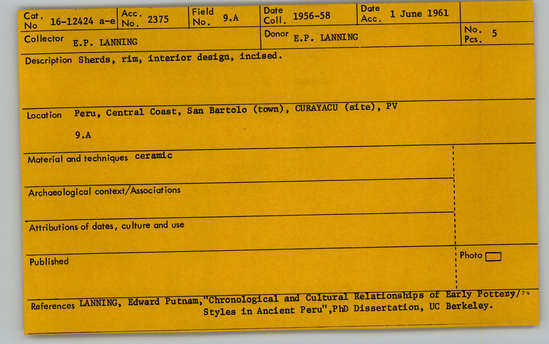 Cat. No 16-12424 a-e Acc. No. 2375 Field No. 9.A Date Coll. 1956-58 Date Acc. 1 June 1961
Collector E.P. LANNING Donor E.P. LANNING No. Pcs. 5
Description Sherds, rim, interior design, incised.
Location Peru, Central Coast, San Bartolo (town), CURAYACU (site), PV
9.A
Material and techniques ceramic
Archaeological context/Associations
Attributions of dates, culture and use
Published
Photo
References LANNING, Edward Putnam,"Chronological and Cultural Relationships of Early Pottery/
Styles in Ancient Peru",PhD Dissertation, UC Berkeley.